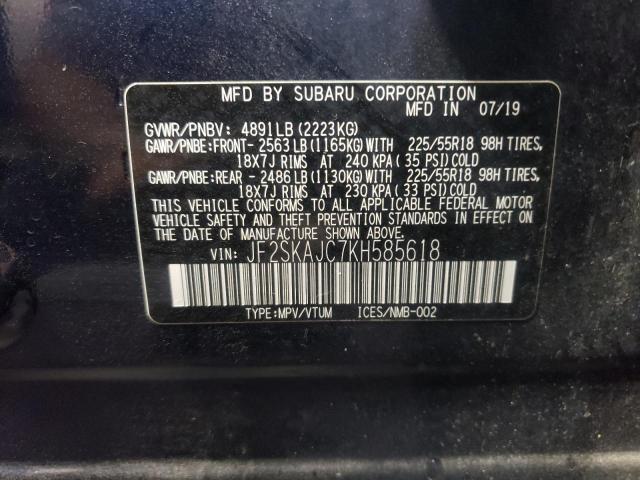 MFD BY SUBARU CORPORATION
MFD IN 07/19
GVWR/PNBV: 4891LB (2223KG)
GAWR/PNBE:FRONT- 2563 LB (1165KG) WITH 225/55R18 98H TIRES,
18X7J RIMS AT 240 KPA ( 35 PSI) COLD
GAWR/PNBE:REAR - 2486 LB (1130KG) WITH 225/55R18 98H TIRES,
18X7J RIMS AT 230 KPA ( 33 PSI) COLD
THIS VEHICLE CONFORMS TO ALL APPLICABLE FEDERAL MOTOR
VEHICLE SAFETY AND THEFT PREVENTION STANDARDS IN EFFECT ON
THE DATE OF MANUFACTURE SHOWN ABOVE.
VIN: JF2SKAJC7KH585618
TYPE:MPV/VTUM ICES/NMB-002